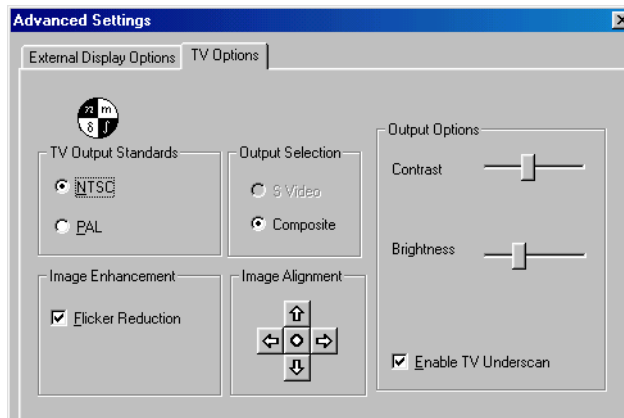 Advanced Settings
External Display Options
TV Options
n m
δ ∫
TV Output Standards
NTSC
PAL
Output Selection
S Video
Composite
Output Options
Contrast
Brightness
Enable TV Underscan
Image Enhancement
Flicker Reduction
Image Alignment